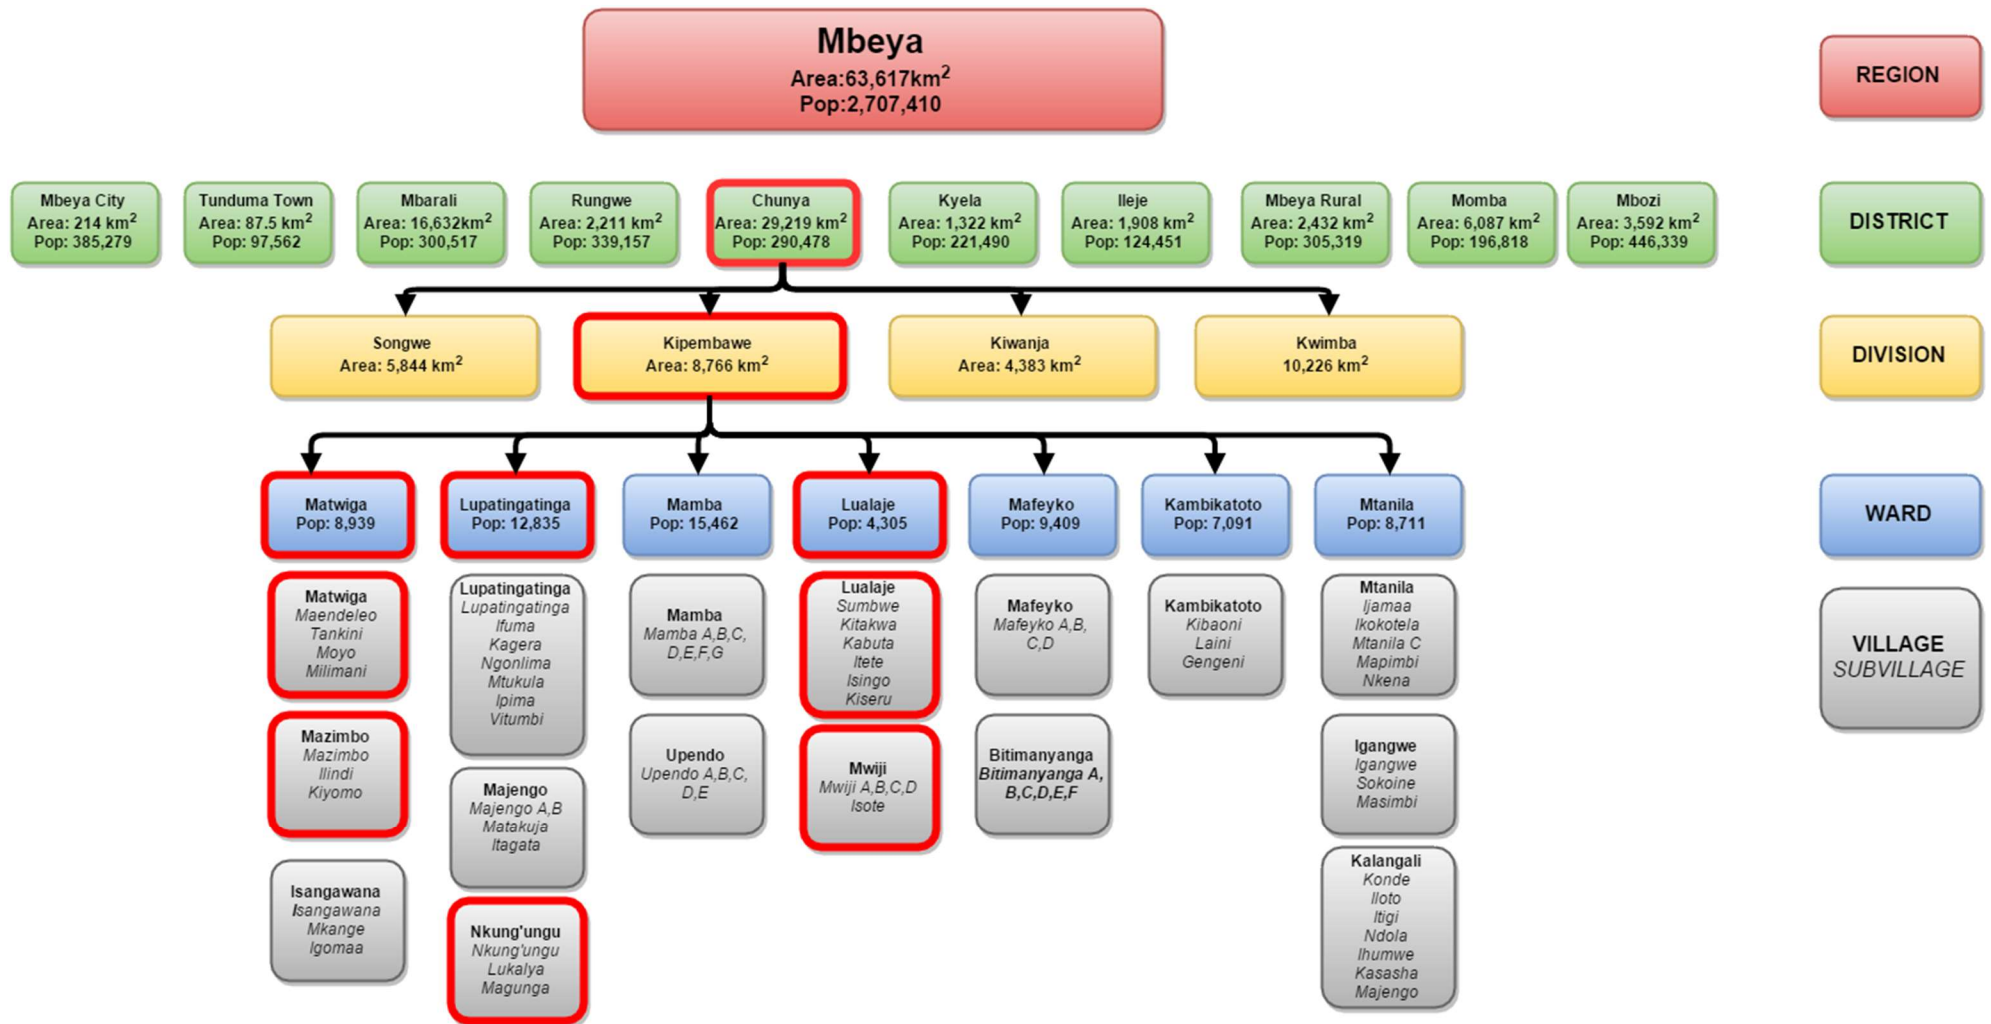 Mbeya
Area:63,617km²
Pop:2,707,410
REGION
Mbeya City
Area: 214 km²
Pop: 385,279
Tunduma Town
Area: 87.5 km²
Pop: 97,562
Mbarali
Area: 16,632km²
Pop: 300,517
Rungwe
Area: 2,211 km²
Pop: 339,157
Chunya
Area: 29,219 km²
Pop: 290,478
Kyela
Area: 1,322 km²
Pop: 221,490
Ileje
Area: 1,908 km²
Pop: 124,451
Mbeya Rural
Area: 2,432 km²
Pop: 305,319
Momba
Area: 6,087 km²
Pop: 196,818
Mbozi
Area: 3,592 km²
Pop: 446,339
DISTRICT
Songwe
Area: 5,844 km²
Kipembawe
Area: 8,766 km²
Kiwanja
Area: 4,383 km²
Kwimba
10,226 km²
DIVISION
Matwiga
Pop: 8,939
Lupatingatinga
Pop: 12,835
Mamba
Pop: 15,462
Lualaje
Pop: 4,305
Mafeyko
Pop: 9,409
Kambikatoto
Pop: 7,091
Mtanila
Pop: 8,711
WARD
Matwiga
Maendeleo
Tankini
Moyo
Milimani
Mazimbo
Mazimbo
Ilindi
Kiyomo
Isangawana
Isangawana
Mkange
Igomaa
Lupatingatinga
Lupatingatinga
Ifuma
Kagera
Ngonlima
Mtukula
Ipima
Vitumbi
Majengo
Majengo A,B
Matakuja
Itagata
Nkung'ungu
Nkung'ungu
Lukalya
Magunga
Mamba
Mamba A,B,C,
D,E,F,G
Upendo
Upendo A,B,C,
D,E
Lualaje
Sumbwe
Kitakwa
Kabuta
Itete
Isingo
Kiseru
Mwiji
Mwiji A,B,C,D
Isote
Mafeyko
Mafeyko A,B,
C,D
Bitimanyanga
Bitimanyanga A,
B,C,D,E,F
Kambikatoto
Kibaoni
Laini
Gengeni
Mtanila
Ijamaa
Ikokotela
Mtanila C
Mapimbi
Nkena
Igangwe
Igangwe
Sokoine
Masimbi
Kalangali
Konde
Iloto
Itigi
Ndola
Ihumwe
Kasasha
Majengo
VILLAGE
SUBVILLAGE